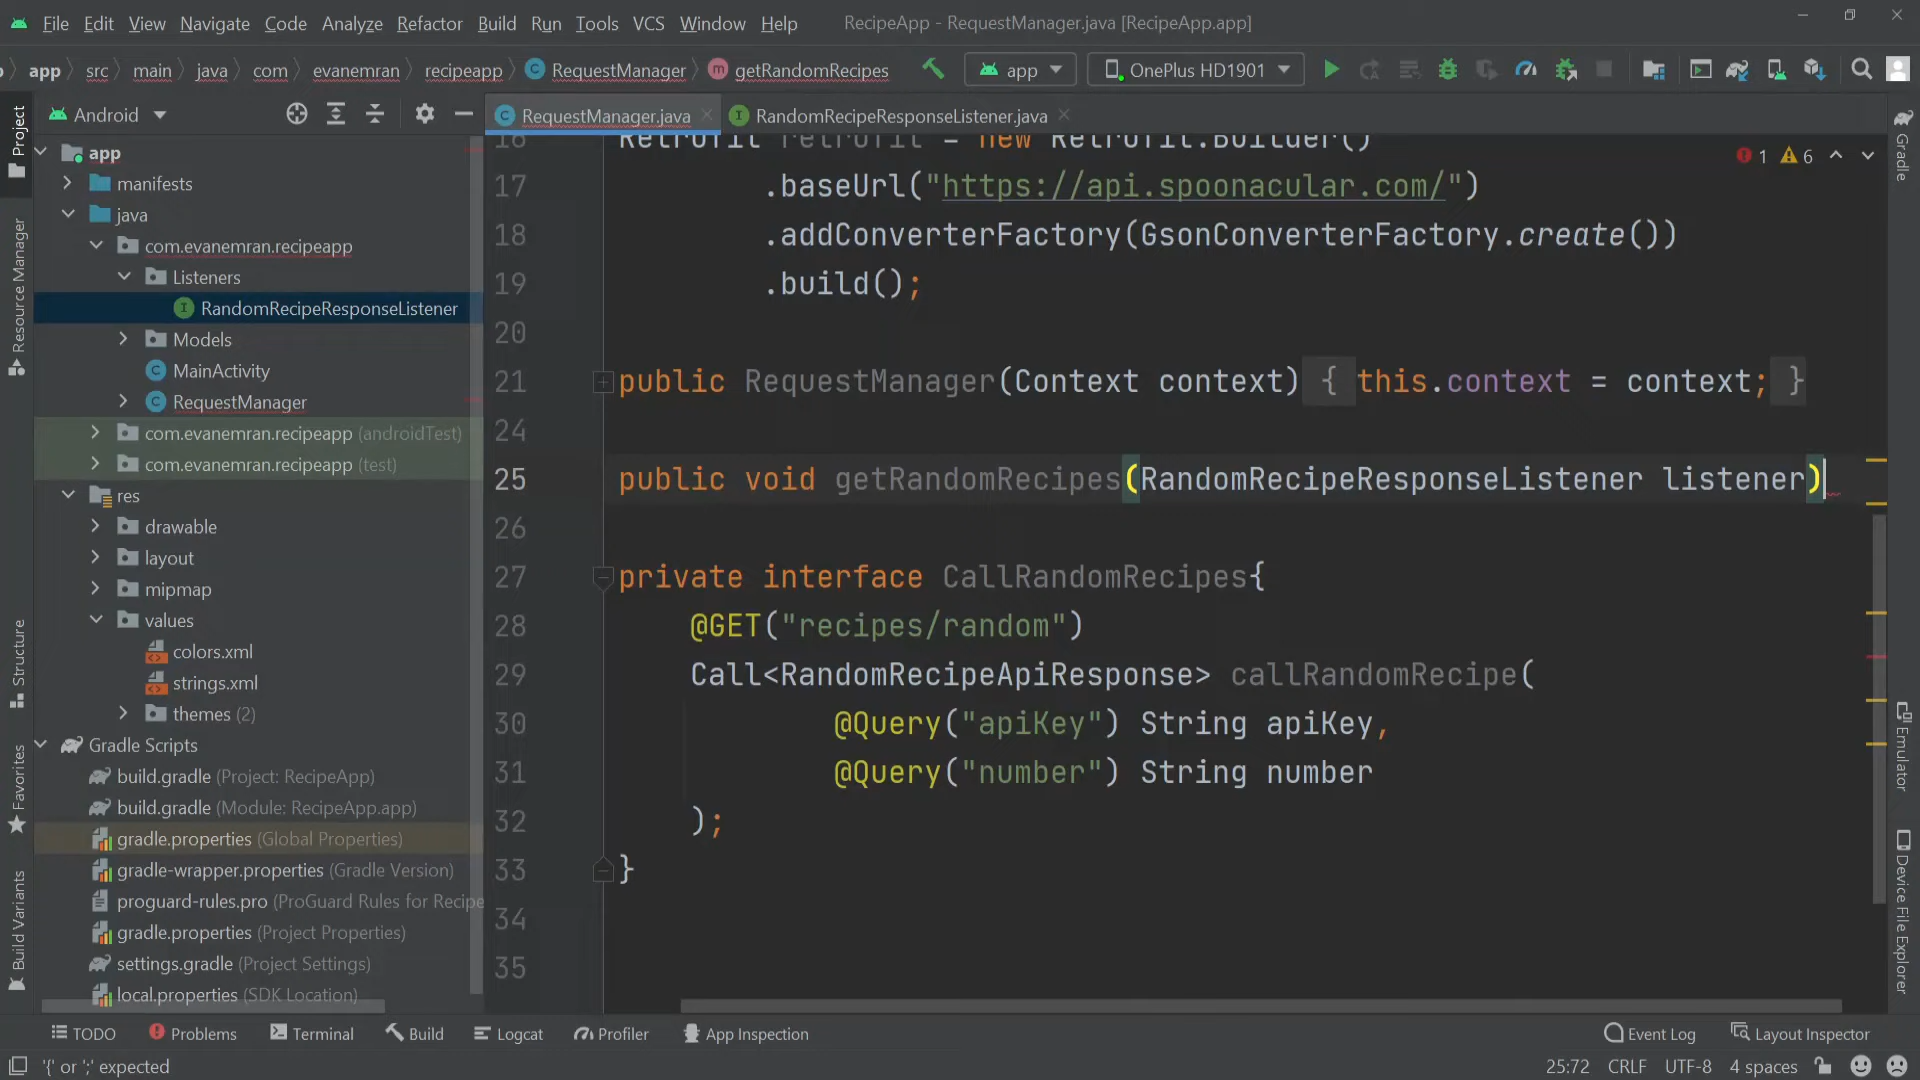 File Edit View Navigate Code Analyze Refactor Build Run Tools VCS Window Help RecipeApp - RequestManager.java [RecipeApp.app]
app src main java com evanemran recipeapp RequestManager getRandomRecipes app OnePlus HD1901
Android
RequestManager.java RandomRecipeResponseListener.java
Project
Resource Manager
Structure
Favorites
Build Variants
app
manifests
java
com.evanemran.recipeapp
Listeners
RandomRecipeResponseListener
Models
MainActivity
RequestManager
com.evanemran.recipeapp (androidTest)
com.evanemran.recipeapp (test)
res
drawable
layout
mipmap
values
colors.xml
strings.xml
themes (2)
Gradle Scripts
build.gradle (Project: RecipeApp)
build.gradle (Module: RecipeApp.app)
gradle.properties (Global Properties)
gradle-wrapper.properties (Gradle Version)
proguard-rules.pro (ProGuard Rules for Recipe
gradle.properties (Project Properties)
settings.gradle (Project Settings)
local.properties (SDK Location)
1 6
16 Retrofit retrofit = new Retrofit.Builder()
17 .baseUrl("https://api.spoonacular.com/")
18 .addConverterFactory(GsonConverterFactory.create())
19 .build();
20
21 public RequestManager(Context context) { this.context = context; }
24
25 public void getRandomRecipes(RandomRecipeResponseListener listener)
26
27 private interface CallRandomRecipes{
28 @GET("recipes/random")
29 Call<RandomRecipeApiResponse> callRandomRecipe(
30 @Query("apiKey") String apiKey,
31 @Query("number") String number
32 );
33 }
34
35
Gradle
Emulator
Device File Explorer
TODO Problems Terminal Build Logcat Profiler App Inspection Event Log Layout Inspector
'{' or ';' expected 25:72 CRLF UTF-8 4 spaces